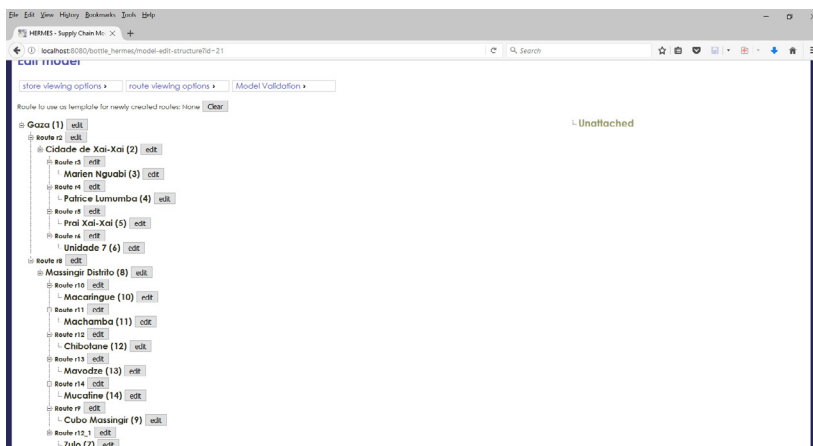 File Edit View History Bookmarks Tools Help
HERMES - Supply Chain Mo
localhost:8080/bottle_hermes/model-edit-structure?id=21
Search
Edit model
store viewing options
route viewing options
Model Validation
Route to use as template for newly created routes: None Clear
Gaza (1) edit
Unattached
Route r2 edit
Cidade de Xai-Xai (2) edit
Route r3 edit
Marien Nguabi (3) edit
Route r4 edit
Patrice Lumumba (4) edit
Route r5 edit
Prai Xai-Xai (5) edit
Route r6 edit
Unidade 7 (6) edit
Route r8 edit
Massingir Distrito (8) edit
Route r10 edit
Macaringue (10) edit
Route r11 edit
Machamba (11) edit
Route r12 edit
Chibotane (12) edit
Route r13 edit
Mavodze (13) edit
Route r14 edit
Mucatine (14) edit
Route r9 edit
Cubo Massingir (9) edit
Route r12_1 edit
Zulo (7) edit